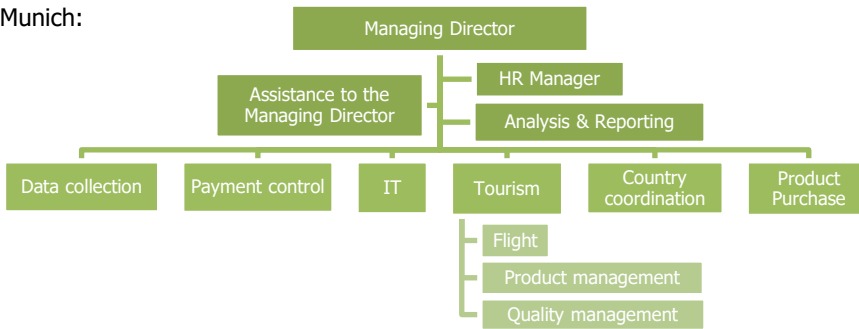 Munich:
Managing Director
HR Manager
Assistance to the
Managing Director
Analysis & Reporting
Data collection
Payment control
IT
Tourism
Country
coordination
Product
Purchase
Flight
Product management
Quality management